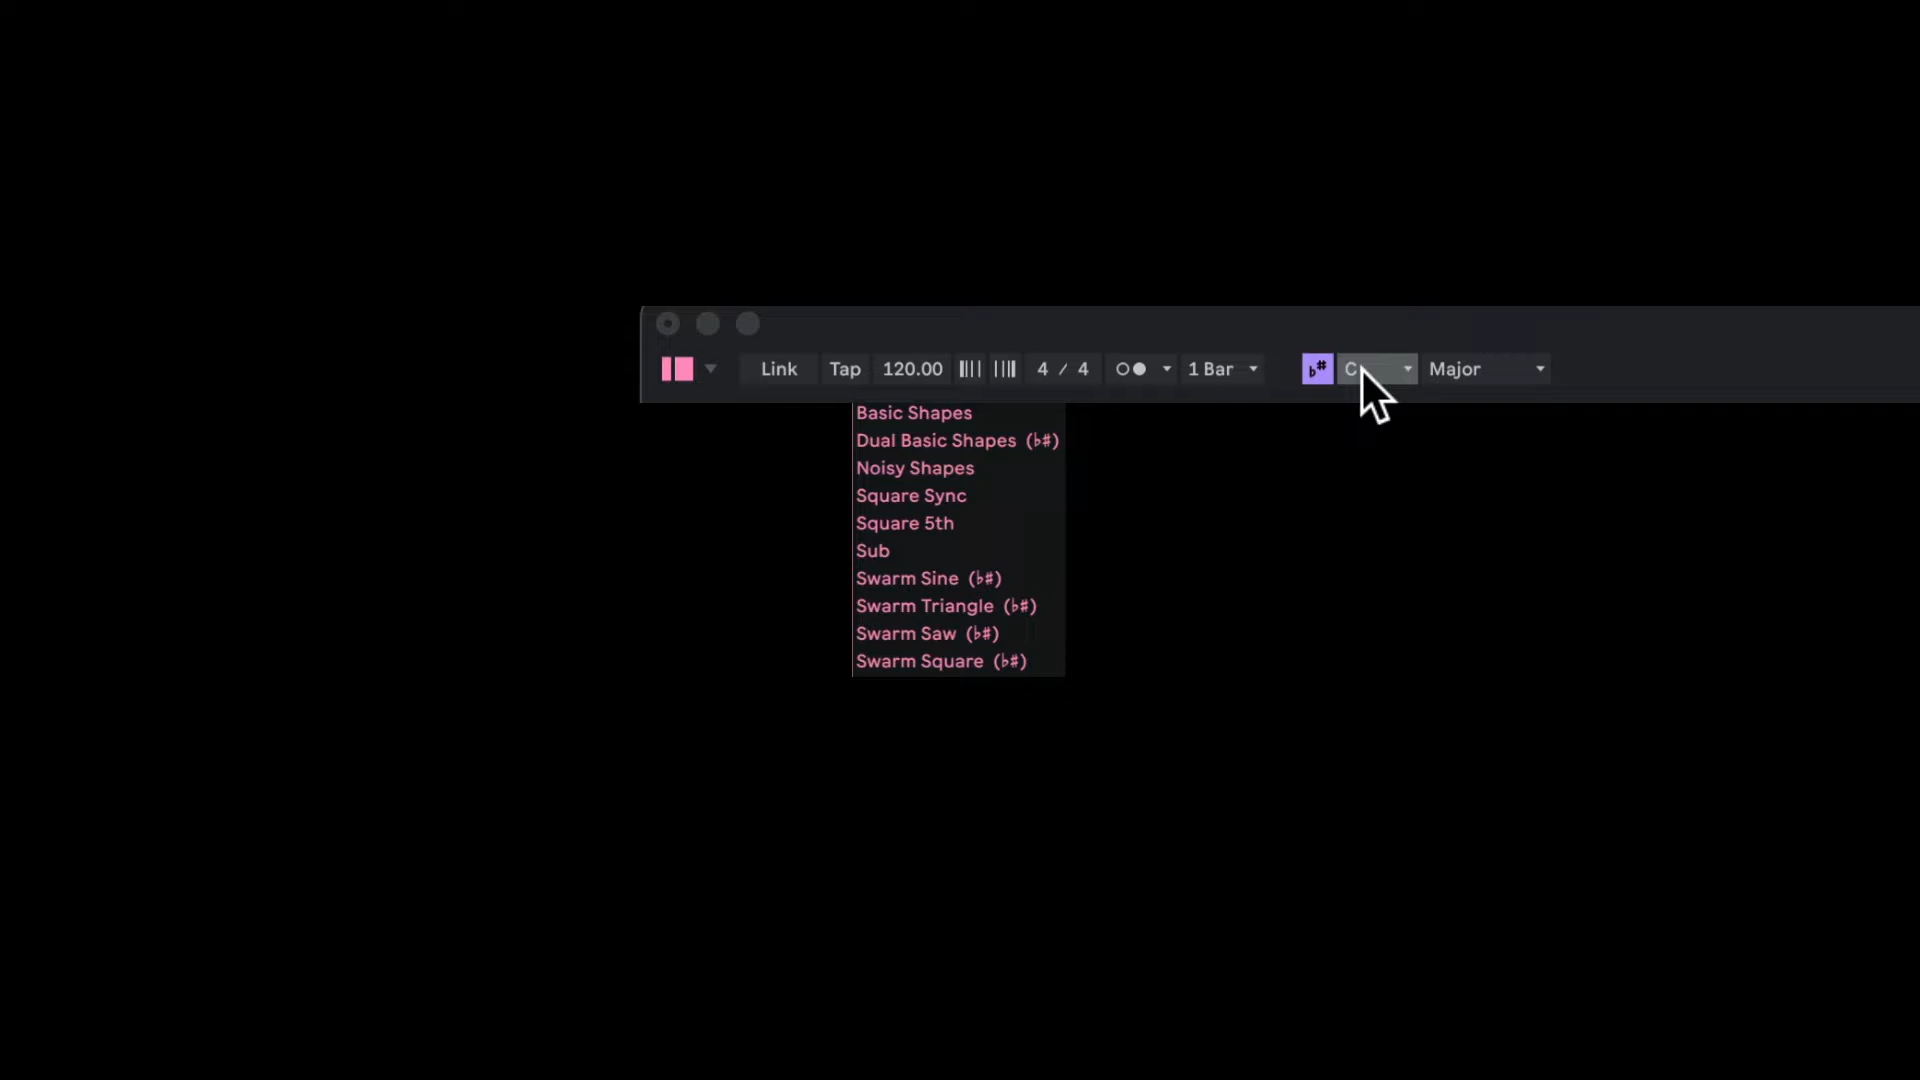 Link Tap 120.00 4 / 4 1 Bar ♭# C Major
Basic Shapes
Dual Basic Shapes (♭#)
Noisy Shapes
Square Sync
Square 5th
Sub
Swarm Sine (♭#)
Swarm Triangle (♭#)
Swarm Saw (♭#)
Swarm Square (♭#)